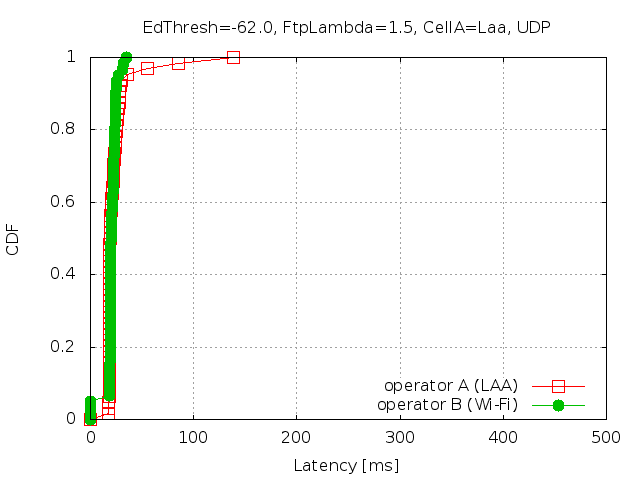 EdThresh=-62.0, FtpLambda=1.5, CellA=Laa, UDP
1
0.8
0.6
0.4
0.2
0
CDF
operator A (LAA)
operator B (Wi-Fi)
0 100 200 300 400 500
Latency [ms]